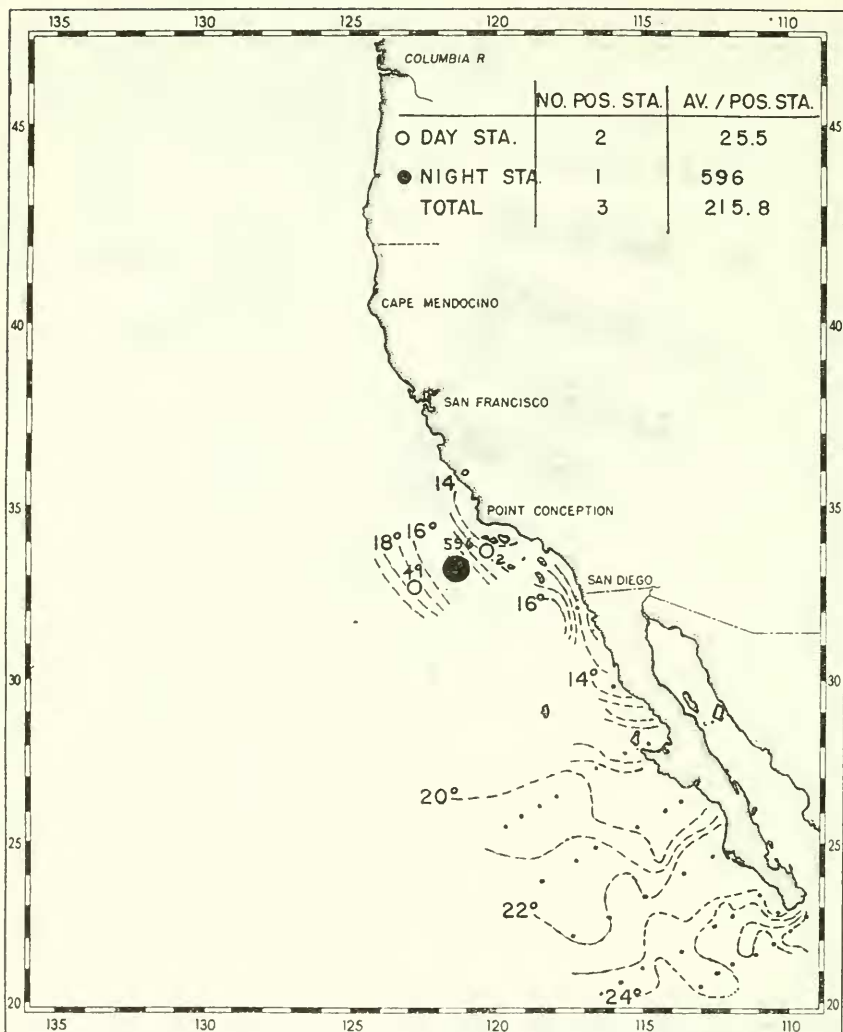 135 130 125 120 115 110
COLUMBIA R
NO. POS. STA. AV. / POS. STA.
45 ○ DAY STA. 2 25.5 45
● NIGHT STA. 1 596
TOTAL 3 215.8
CAPE MENDOCINO
40 40
SAN FRANCISCO
14°
35 POINT CONCEPTION 35
18° 16° 596
49 2
SAN DIEGO
16°
30 14° 30
20°
25 25
22°
24°
20 20
135 130 125 120 115 110